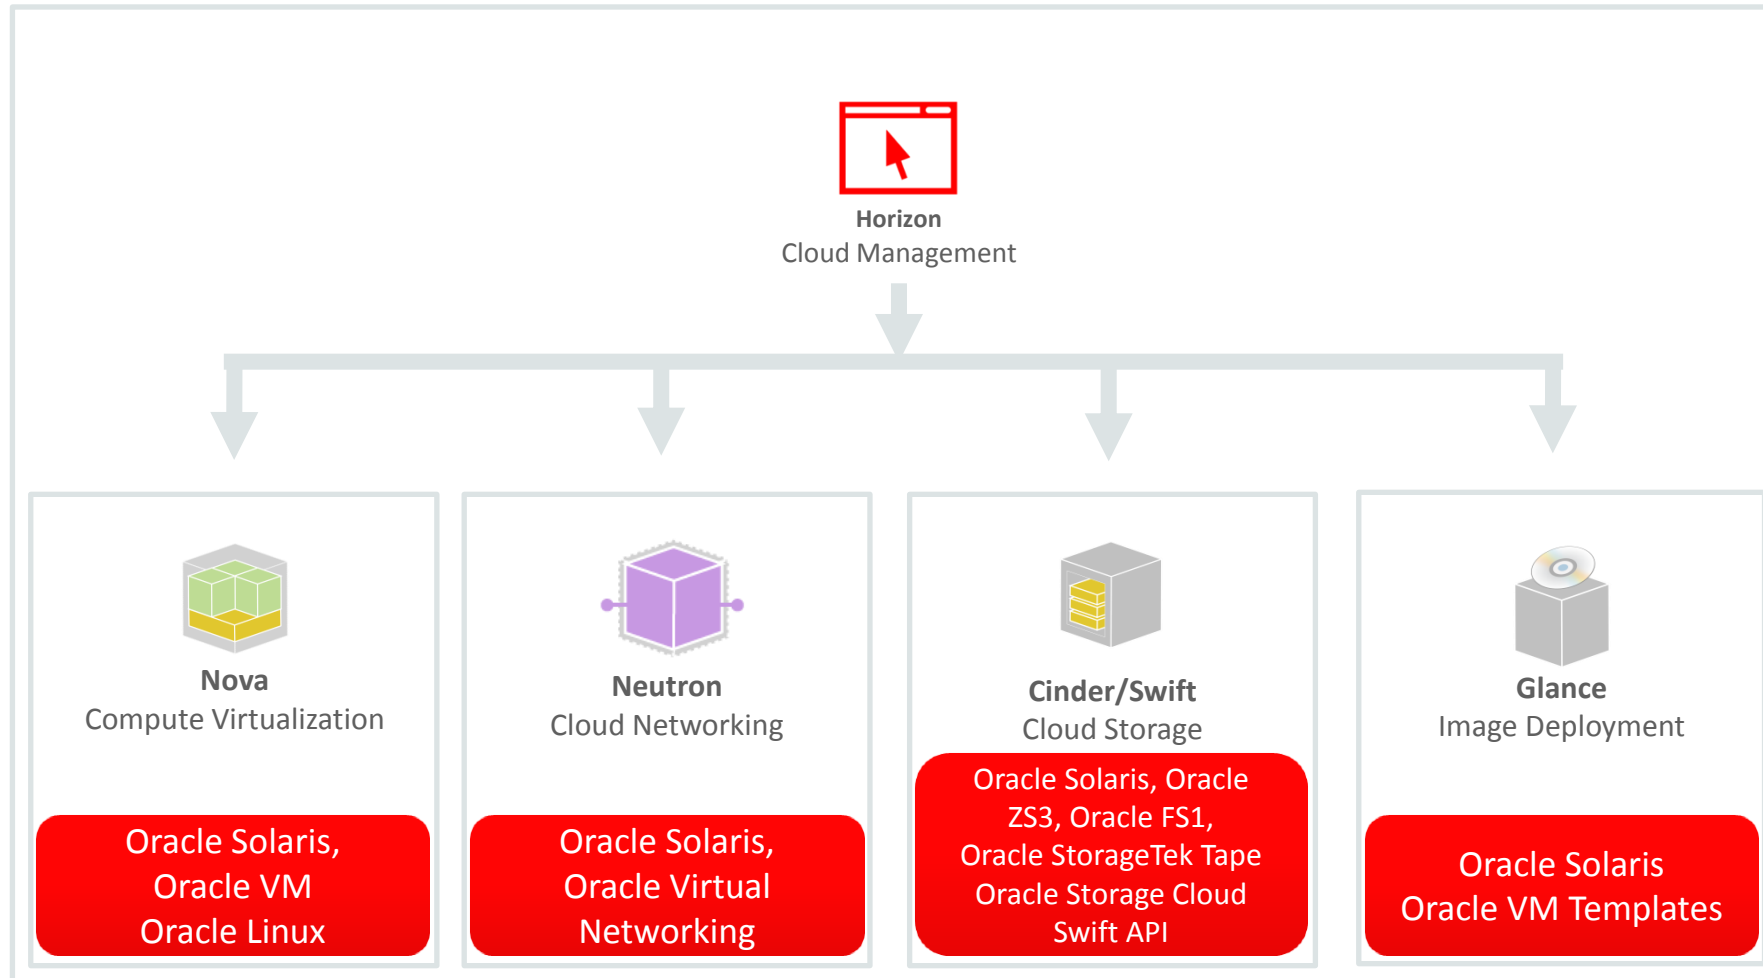 Horizon
Cloud Management
Nova
Compute Virtualization
Oracle Solaris,
Oracle VM
Oracle Linux
Neutron
Cloud Networking
Oracle Solaris,
Oracle Virtual
Networking
Cinder/Swift
Cloud Storage
Oracle Solaris, Oracle
ZS3, Oracle FS1,
Oracle StorageTek Tape
Oracle Storage Cloud
Swift API
Glance
Image Deployment
Oracle Solaris
Oracle VM Templates